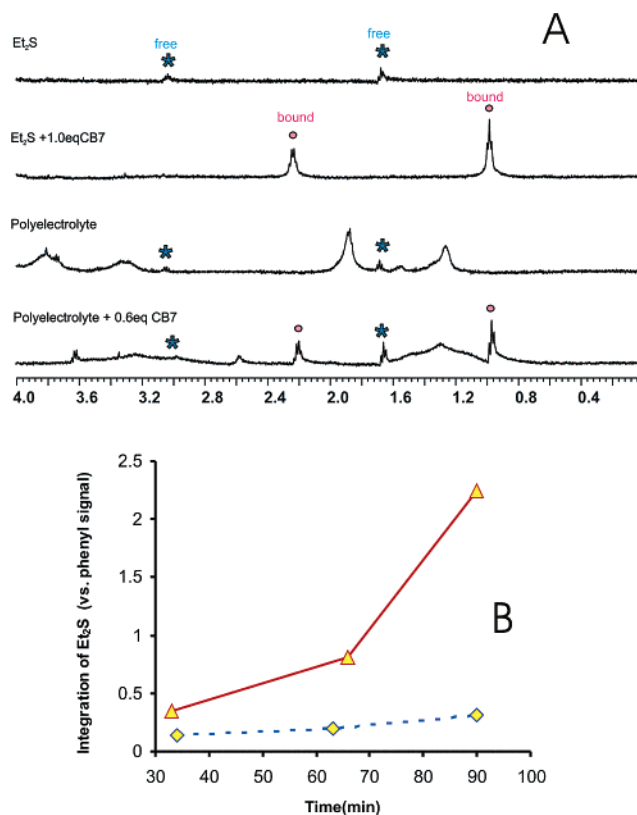 A
Et₂S
free
free
Et₂S +1.0eqCB7
bound
bound
Polyelectrolyte
Polyelectrolyte + 0.6eq CB7
4.0 3.6 3.2 2.8 2.4 2.0 1.6 1.2 0.8 0.4
B
Integration of Et₂S (vs. phenyl signal)
2.5
2
1.5
1
0.5
0
30 40 50 60 70 80 90 100
Time(min)